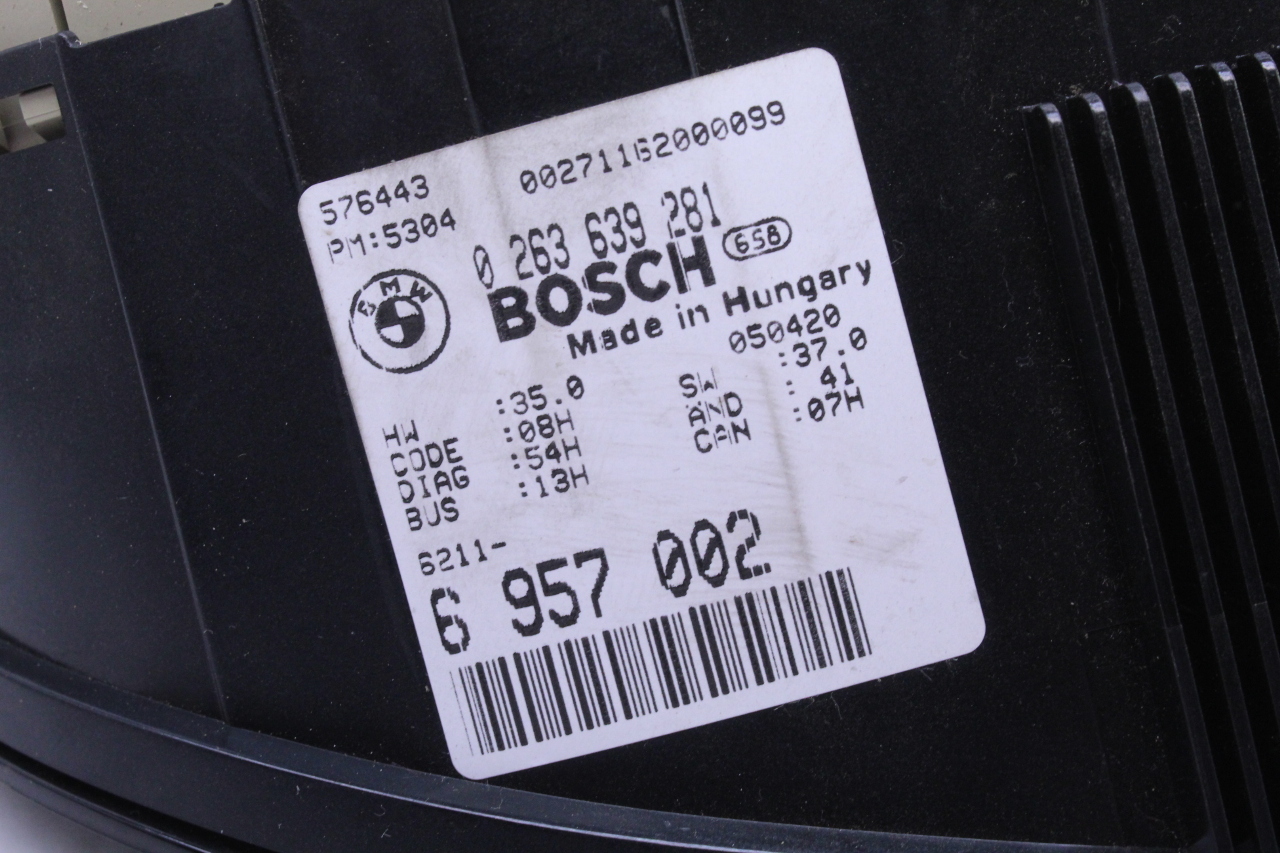 576443 00271162000099
PM:5304
0 263 639 281
BMW
BOSCH 658
Made in Hungary
050420
HW :35.0 SW :37.0
CODE :08H AND : 41
DIAG :54H CAN :07H
BUS :13H
6211-
6 957 002